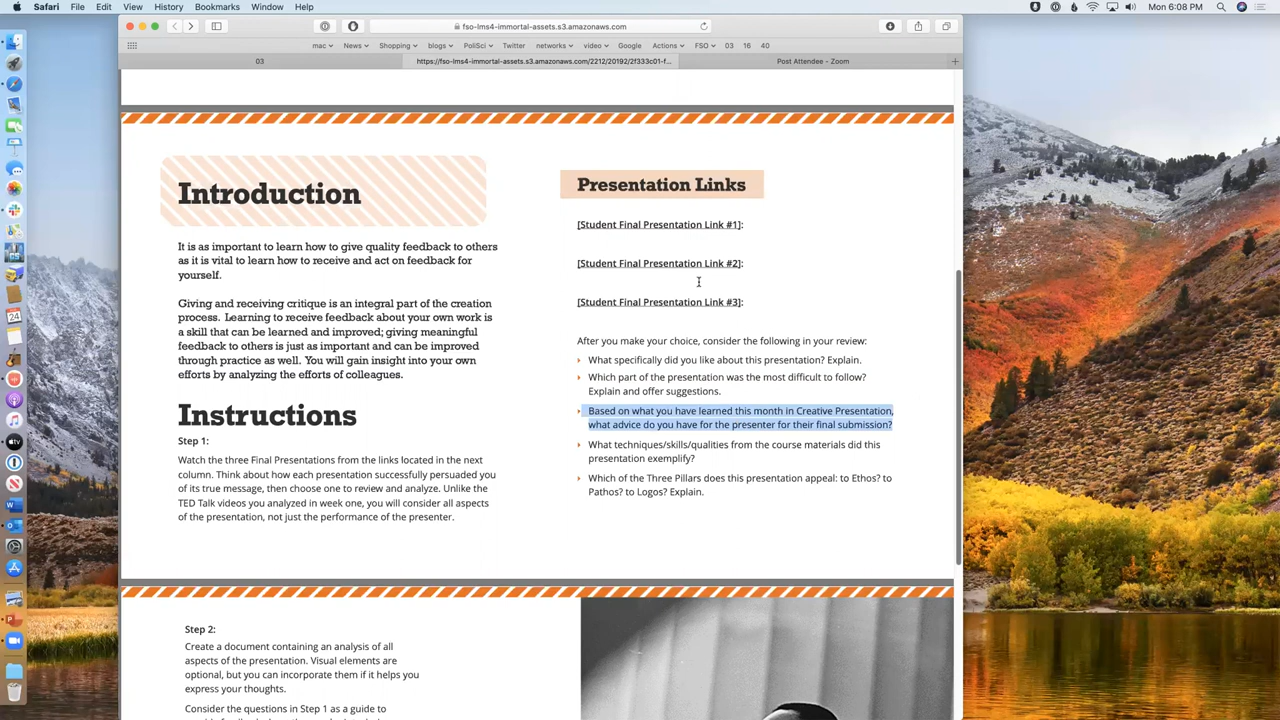 Safari File Edit View History Bookmarks Window Help
Mon 6:08 PM
fso-lms4-immortal-assets.s3.amazonaws.com
mac News Shopping blogs PoliSci Twitter networks video Google Actions FSO 03 16 40
03
https://fso-lms4-immortal-assets.s3.amazonaws.com/2212/20192/2f333c01-f...
Post Attendee - Zoom
Introduction
It is as important to learn how to give quality feedback to others
as it is vital to learn how to receive and act on feedback for
yourself.
Giving and receiving critique is an integral part of the creation
process. Learning to receive feedback about your own work is
a skill that can be learned and improved; giving meaningful
feedback to others is just as important and can be improved
through practice as well. You will gain insight into your own
efforts by analyzing the efforts of colleagues.
Instructions
Step 1:
Watch the three Final Presentations from the links located in the next
column. Think about how each presentation successfully persuaded you
of its true message, then choose one to review and analyze. Unlike the
TED Talk videos you analyzed in week one, you will consider all aspects
of the presentation, not just the performance of the presenter.
Presentation Links
[Student Final Presentation Link #1]:
[Student Final Presentation Link #2]:
[Student Final Presentation Link #3]:
After you make your choice, consider the following in your review:
What specifically did you like about this presentation? Explain.
Which part of the presentation was the most difficult to follow?
Explain and offer suggestions.
Based on what you have learned this month in Creative Presentation,
what advice do you have for the presenter for their final submission?
What techniques/skills/qualities from the course materials did this
presentation exemplify?
Which of the Three Pillars does this presentation appeal: to Ethos? to
Pathos? to Logos? Explain.
Step 2:
Create a document containing an analysis of all
aspects of the presentation. Visual elements are
optional, but you can incorporate them if it helps you
express your thoughts.
Consider the questions in Step 1 as a guide to
24